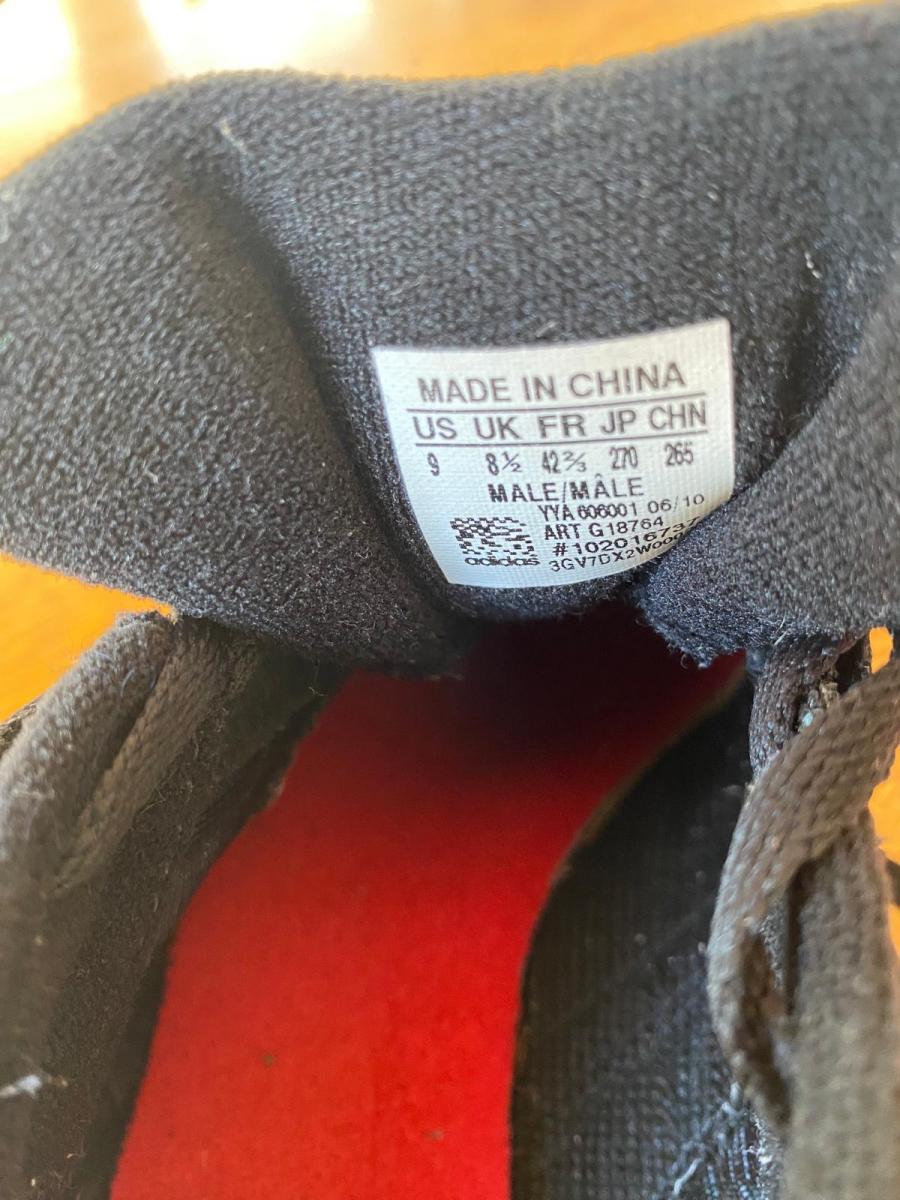 MADE IN CHINA
US UK FR JP CHN
9 8½ 42⅔ 270 265
MALE/MÂLE
YYA 606001 06/10
ART G18764
adidas